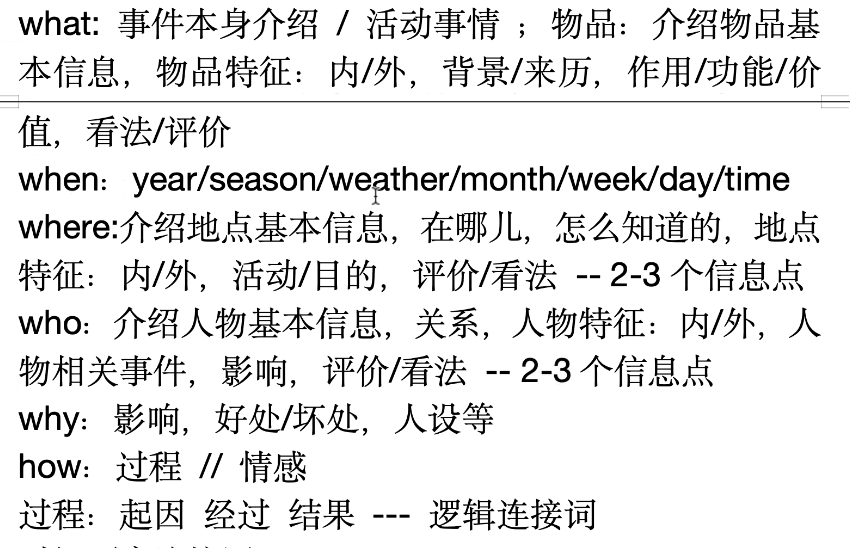 what: 事件本身介绍 / 活动事情 ；物品：介绍物品基
本信息，物品特征：内/外，背景/来历，作用/功能/价
值，看法/评价
when：year/season/weather/month/week/day/time
where:介绍地点基本信息，在哪儿，怎么知道的，地点
特征：内/外，活动/目的，评价/看法 -- 2-3 个信息点
who：介绍人物基本信息，关系，人物特征：内/外，人
物相关事件，影响，评价/看法 -- 2-3 个信息点
why：影响，好处/坏处，人设等
how：过程 // 情感
过程：起因 经过 结果 --- 逻辑连接词